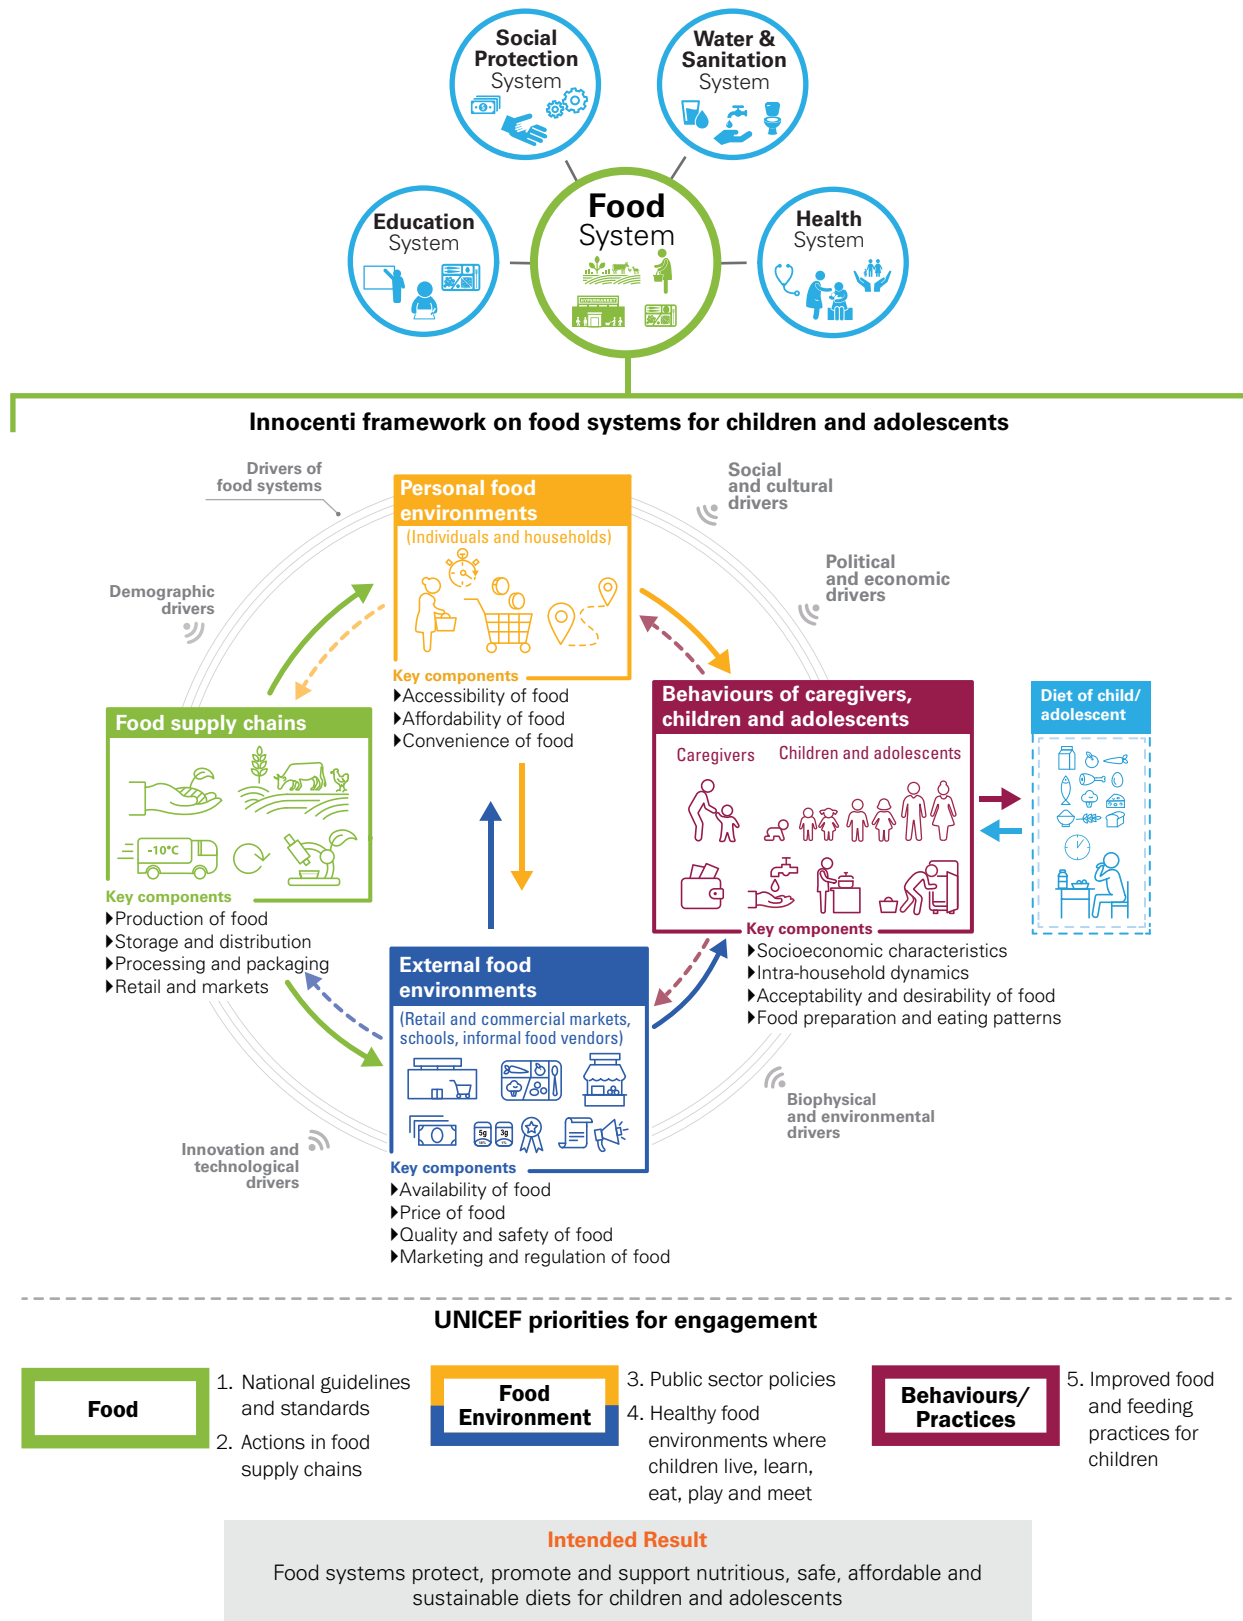 Social
Protection
System
Water &
Sanitation
System
Education
System
Food
System
HYPERMARKET
Health
System
Innocenti framework on food systems for children and adolescents
Drivers of
food systems
Social
and cultural
drivers
Political
and economic
drivers
Demographic
drivers
Personal food
environments
(Individuals and households)
Key components
Accessibility of food
Affordability of food
Convenience of food
Food supply chains
-10°C
Key components
Production of food
Storage and distribution
Processing and packaging
Retail and markets
Behaviours of caregivers,
children and adolescents
Caregivers
Children and adolescents
Key components
Socioeconomic characteristics
Intra-household dynamics
Acceptability and desirability of food
Food preparation and eating patterns
Diet of child/
adolescent
External food
environments
(Retail and commercial markets,
schools, informal food vendors)
5g 3g
Key components
Availability of food
Price of food
Quality and safety of food
Marketing and regulation of food
Biophysical
and environmental
drivers
Innovation and
technological
drivers
UNICEF priorities for engagement
Food
1. National guidelines
and standards
2. Actions in food
supply chains
Food
Environment
3. Public sector policies
4. Healthy food
environments where
children live, learn,
eat, play and meet
Behaviours/
Practices
5. Improved food
and feeding
practices for
children
Intended Result
Food systems protect, promote and support nutritious, safe, affordable and
sustainable diets for children and adolescents